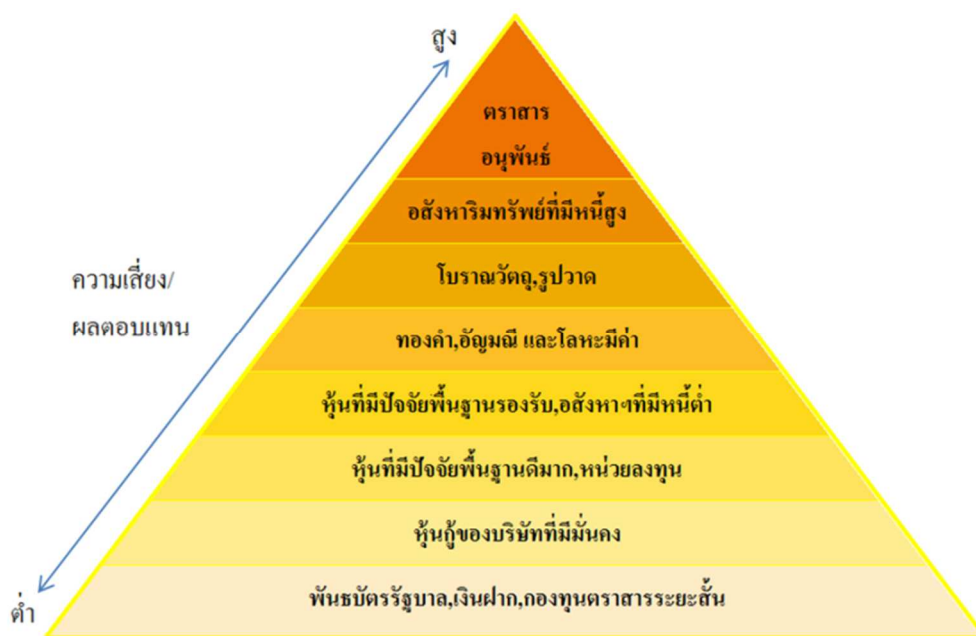 สูง
ตราสาร
อนุพันธ์
อสังหาริมทรัพย์ที่มีหนี้สูง
โบราณวัตถุ,รูปวาด
ความเสี่ยง/
ผลตอบแทน
ทองคำ,อัญมณี และโลหะมีค่า
หุ้นที่มีปัจจัยพื้นฐานรองรับ,อสังหาฯที่มีหนี้ต่ำ
หุ้นที่มีปัจจัยพื้นฐานดีมาก,หน่วยลงทุน
หุ้นกู้ของบริษัทที่มีมั่นคง
พันธบัตรรัฐบาล,เงินฝาก,กองทุนตราสารระยะสั้น
ต่ำ